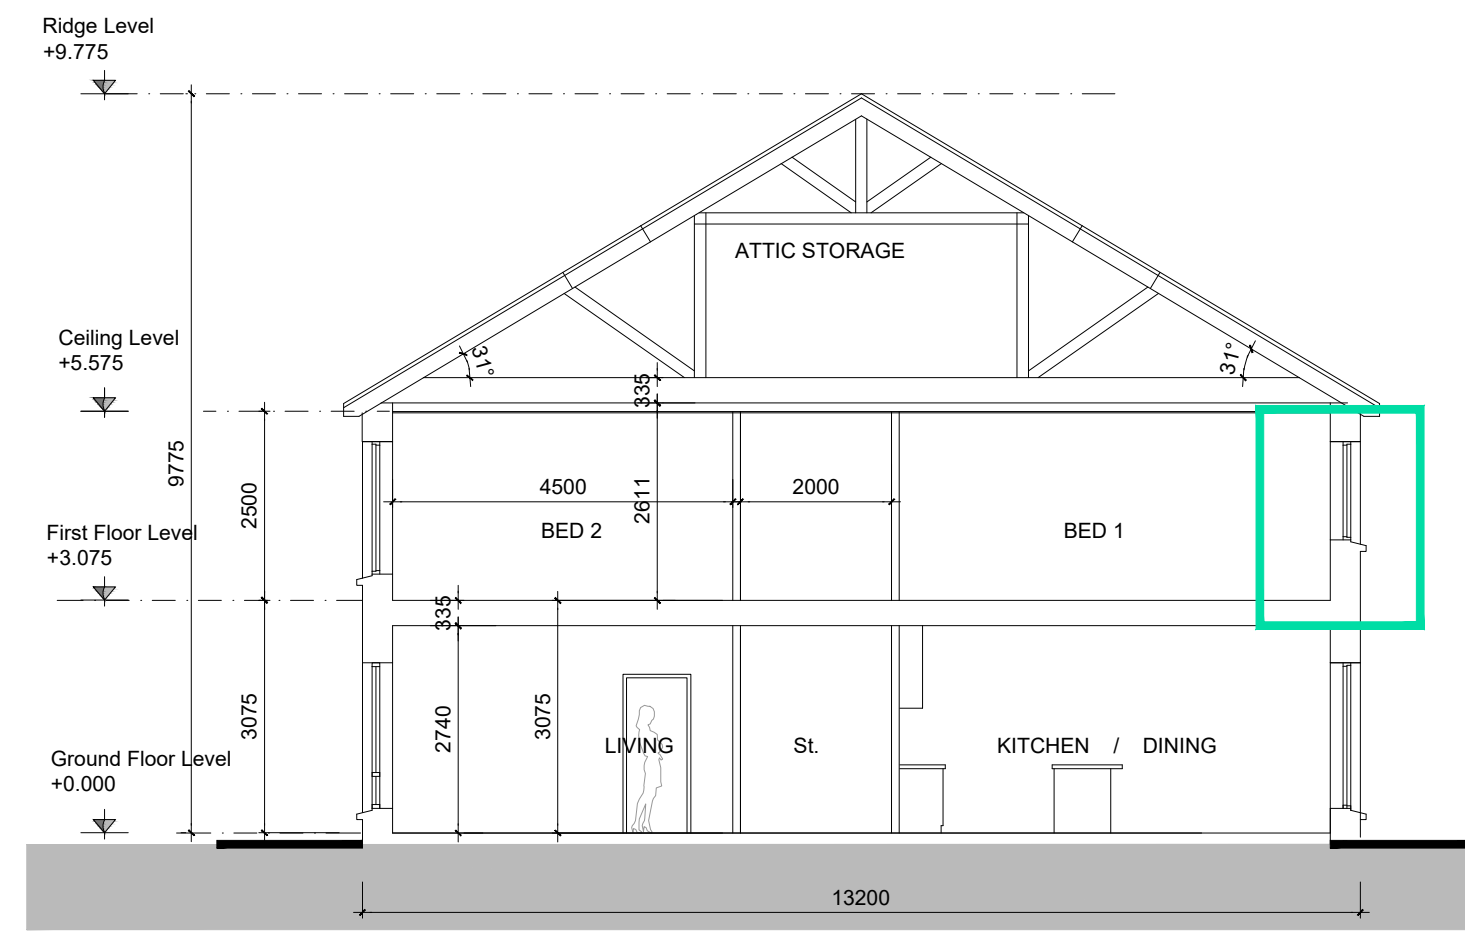 Ridge Level
+9.775
ATTIC STORAGE
Ceiling Level
+5.575
31°
31°
335
9775
2500
4500
2611
2000
BED 2
BED 1
First Floor Level
+3.075
335
3075
2740
3075
LIVING
St.
KITCHEN / DINING
Ground Floor Level
+0.000
13200